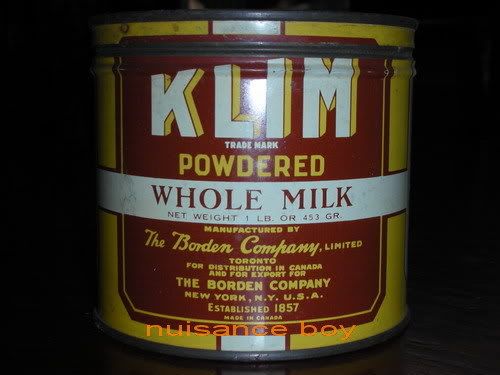 KLIM
TRADE MARK
POWDERED
WHOLE MILK
NET WEIGHT 1 LB. OR 453 GR.
MANUFACTURED BY
The Borden Company, LIMITED
TORONTO
FOR DISTRIBUTION IN CANADA
AND FOR EXPORT FOR
THE BORDEN COMPANY
NEW YORK, N.Y. U.S.A.
ESTABLISHED 1857
MADE IN CANADA
nuisance boy